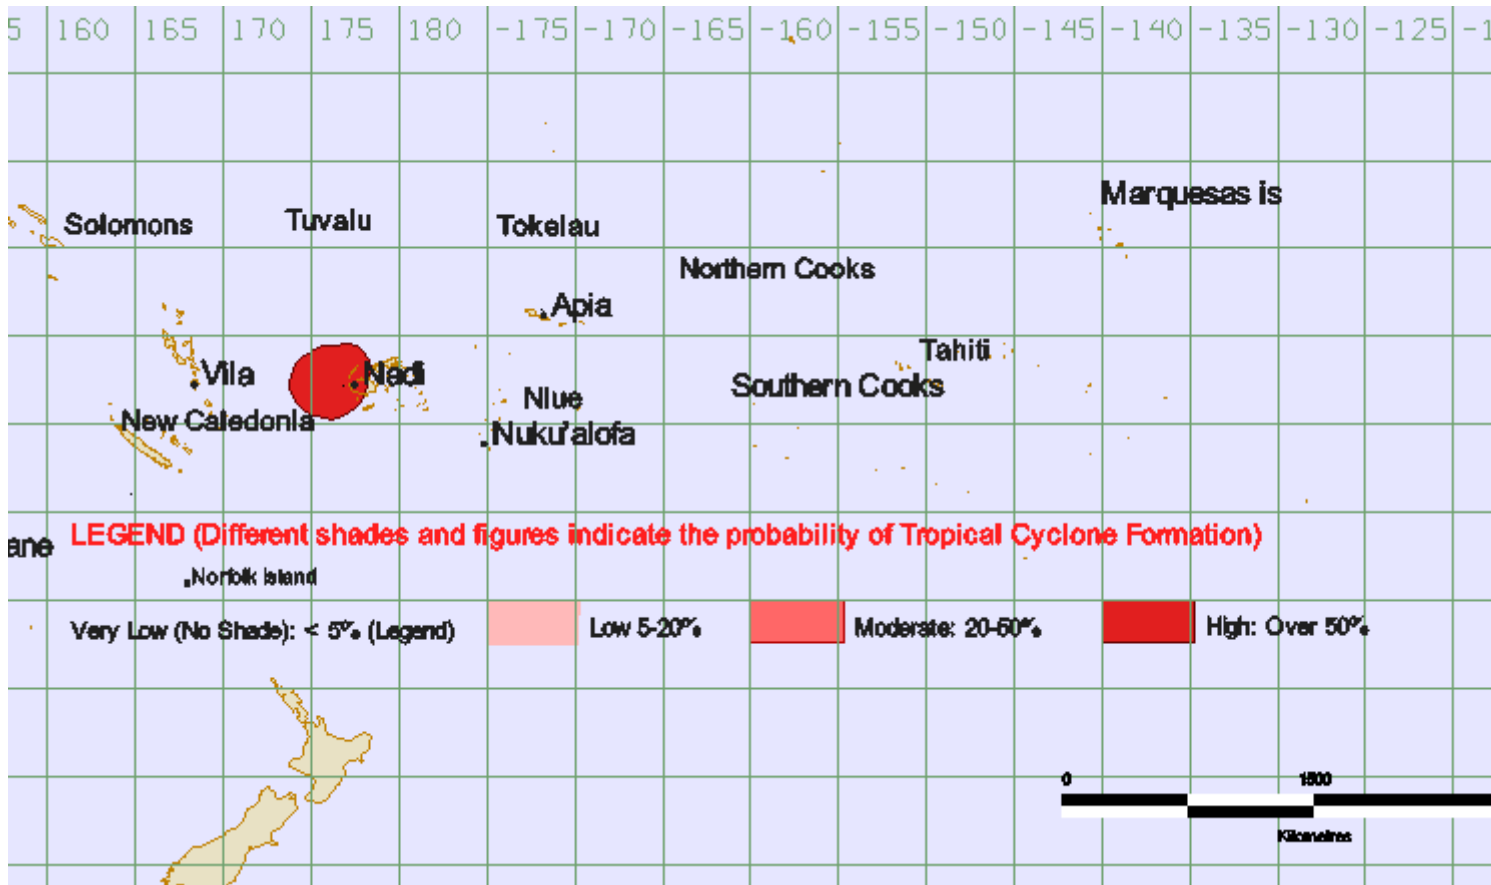 5 160 165 170 175 180 -175 -170 -165 -160 -155 -150 -145 -140 -135 -130 -125 -1
Marquesas is
Solomons Tuvalu Tokelau
Northern Cooks
Apia
Tahiti
Vila Nadi
Southern Cooks
Niue
New Caledonia
Nuku'alofa
LEGEND (Different shades and figures indicate the probability of Tropical Cyclone Formation)
ane
Norfolk Island
Very Low (No Shade): < 5% (Legend) Low 5-20% Moderate: 20-50% High: Over 50%
0 1500
Kilometres